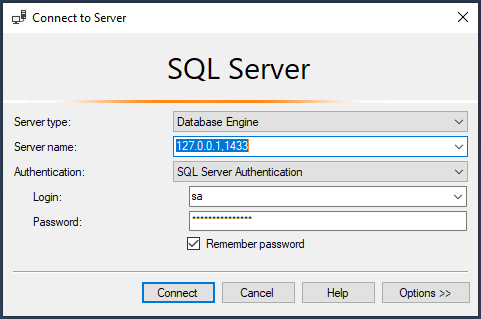 Connect to Server
SQL Server
Server type: Database Engine
Server name: 127.0.0.1,1433
Authentication: SQL Server Authentication
Login: sa
Password: ***************
Remember password
Connect Cancel Help Options >>